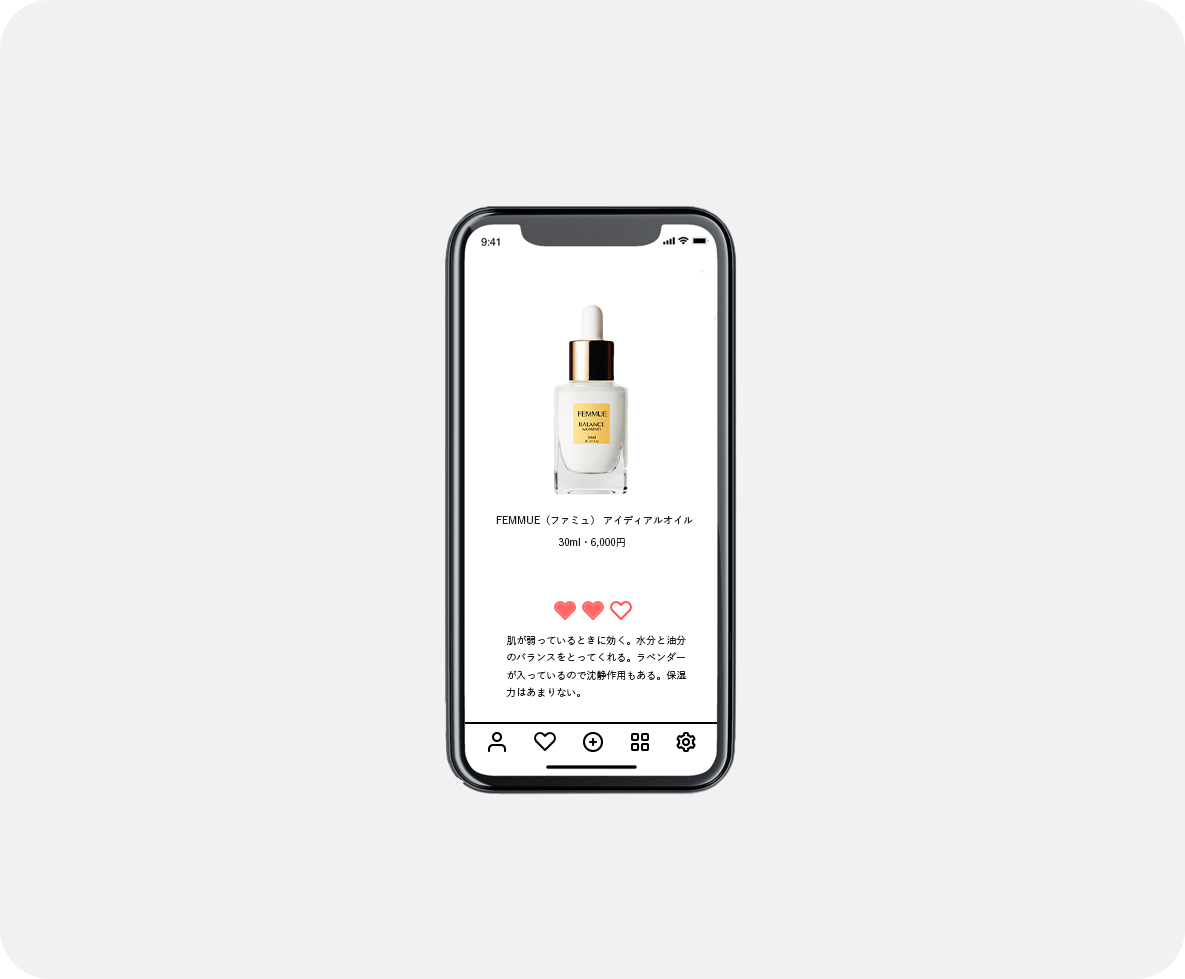 9:41
FEMMUE
BALANCE
FEMMUE（ファミュ） アイディアルオイル
30ml・6,000円
肌が弱っているときに効く。水分と油分
のバランスをとってくれる。ラベンダー
が入っているので沈静作用もある。保湿
力はあまりない。